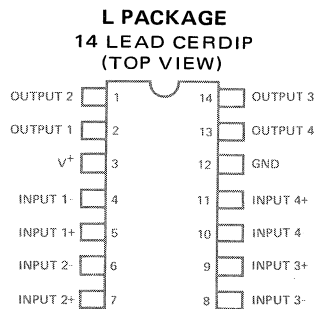 L PACKAGE
14 LEAD CERDIP
(TOP VIEW)
OUTPUT 2 1 14 OUTPUT 3
OUTPUT 1 2 13 OUTPUT 4
V+ 3 12 GND
INPUT 1- 4 11 INPUT 4+
INPUT 1+ 5 10 INPUT 4
INPUT 2- 6 9 INPUT 3+
INPUT 2+ 7 8 INPUT 3-